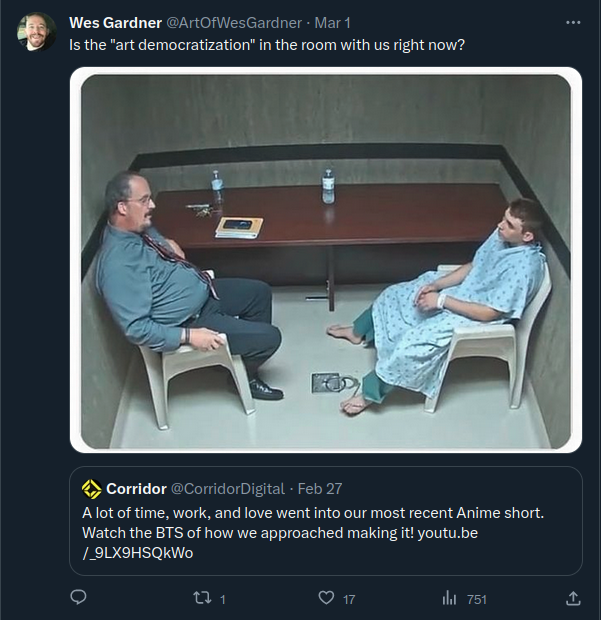 Wes Gardner @ArtOfWesGardner · Mar 1
Is the "art democratization" in the room with us right now?
Corridor @CorridorDigital · Feb 27
A lot of time, work, and love went into our most recent Anime short.
Watch the BTS of how we approached making it! youtu.be
/_9LX9HSQkWo
1 17 751